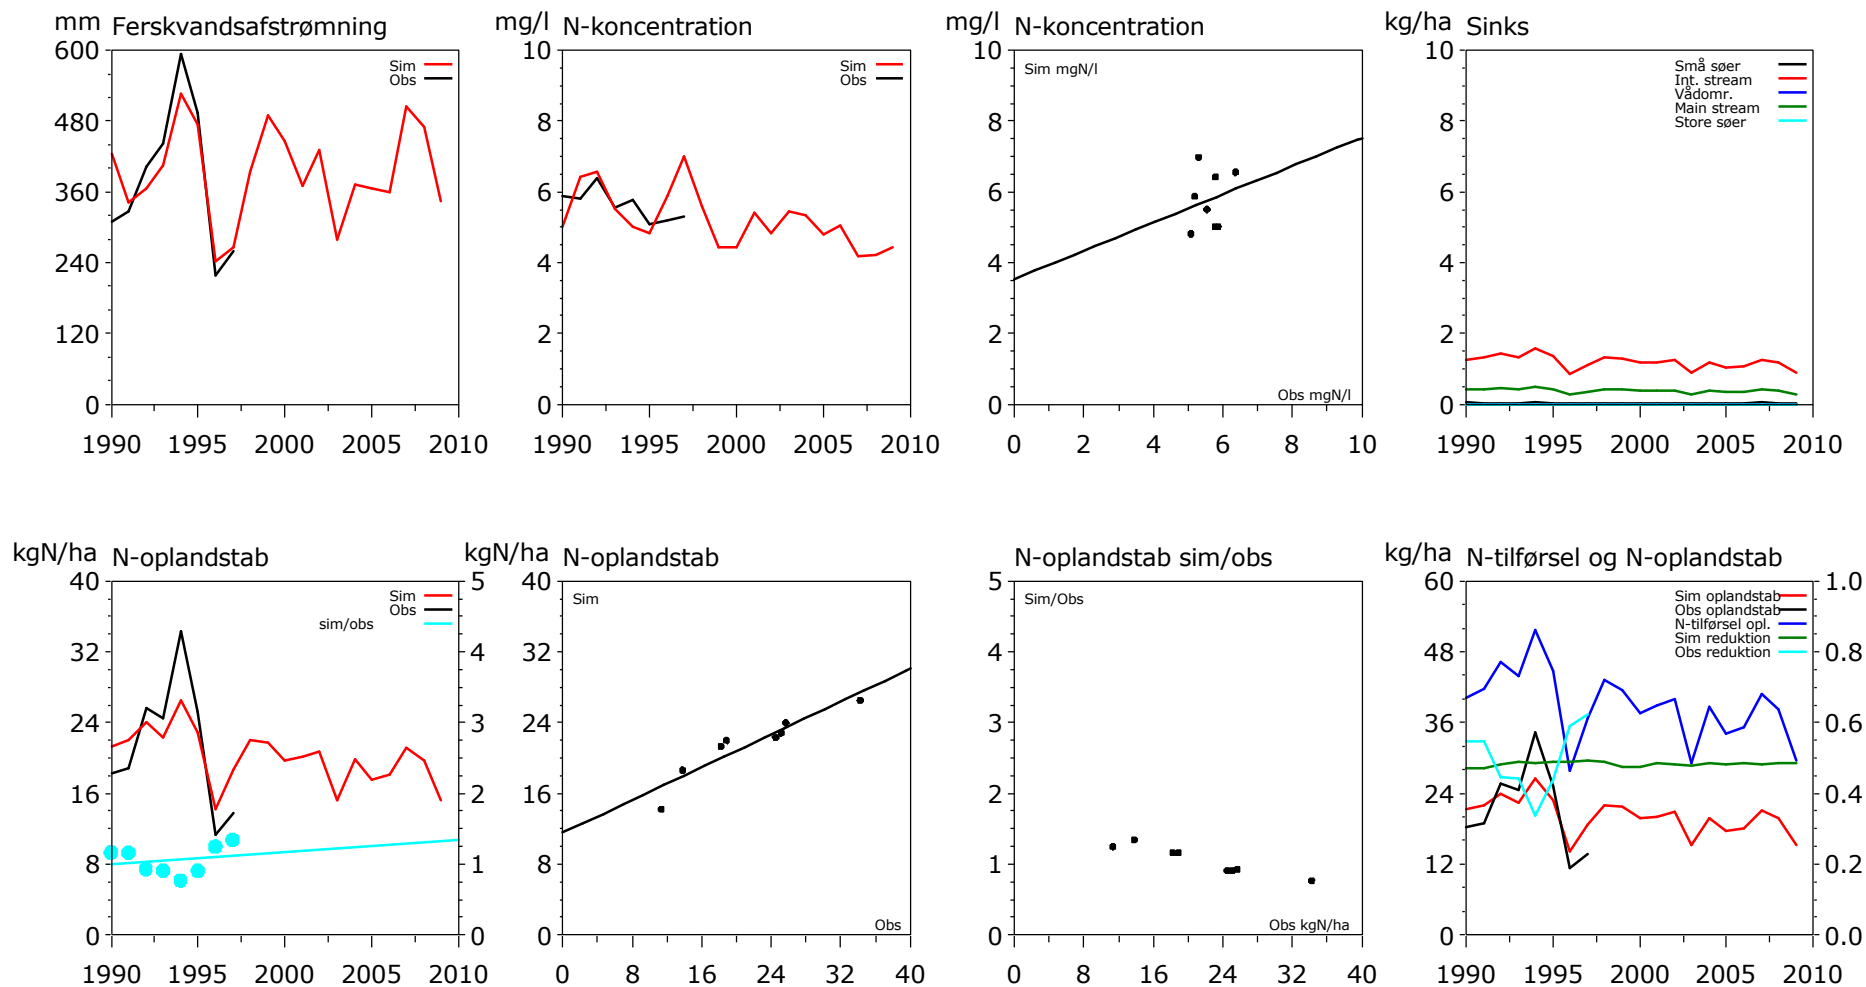 mm Ferskvandsafstrømning
600
480
360
240
120
0
1990 1995 2000 2005 2010
Sim
Obs
mg/l N-koncentration
10
8
6
4
2
0
1990 1995 2000 2005 2010
Sim
Obs
mg/l N-koncentration
10
8
6
4
2
0
0 2 4 6 8 10
Sim mgN/l
Obs mgN/l
kg/ha Sinks
10
8
6
4
2
0
1990 1995 2000 2005 2010
Små søer
Int. stream
Vådomr.
Main stream
Store søer
kgN/ha N-oplandstab
40
32
24
16
8
0
5
4
3
2
1
0
1990 1995 2000 2005 2010
Sim
Obs
sim/obs
kgN/ha N-oplandstab
40
32
24
16
8
0
0 8 16 24 32 40
Sim
Obs
N-oplandstab sim/obs
5
4
3
2
1
0
0 8 16 24 32 40
Sim/Obs
Obs kgN/ha
kg/ha N-tilførsel og N-oplandstab
60
48
36
24
12
0
1.0
0.8
0.6
0.4
0.2
0.0
1990 1995 2000 2005 2010
Sim oplandstab
Obs oplandstab
N-tilførsel opl.
Sim reduktion
Obs reduktion